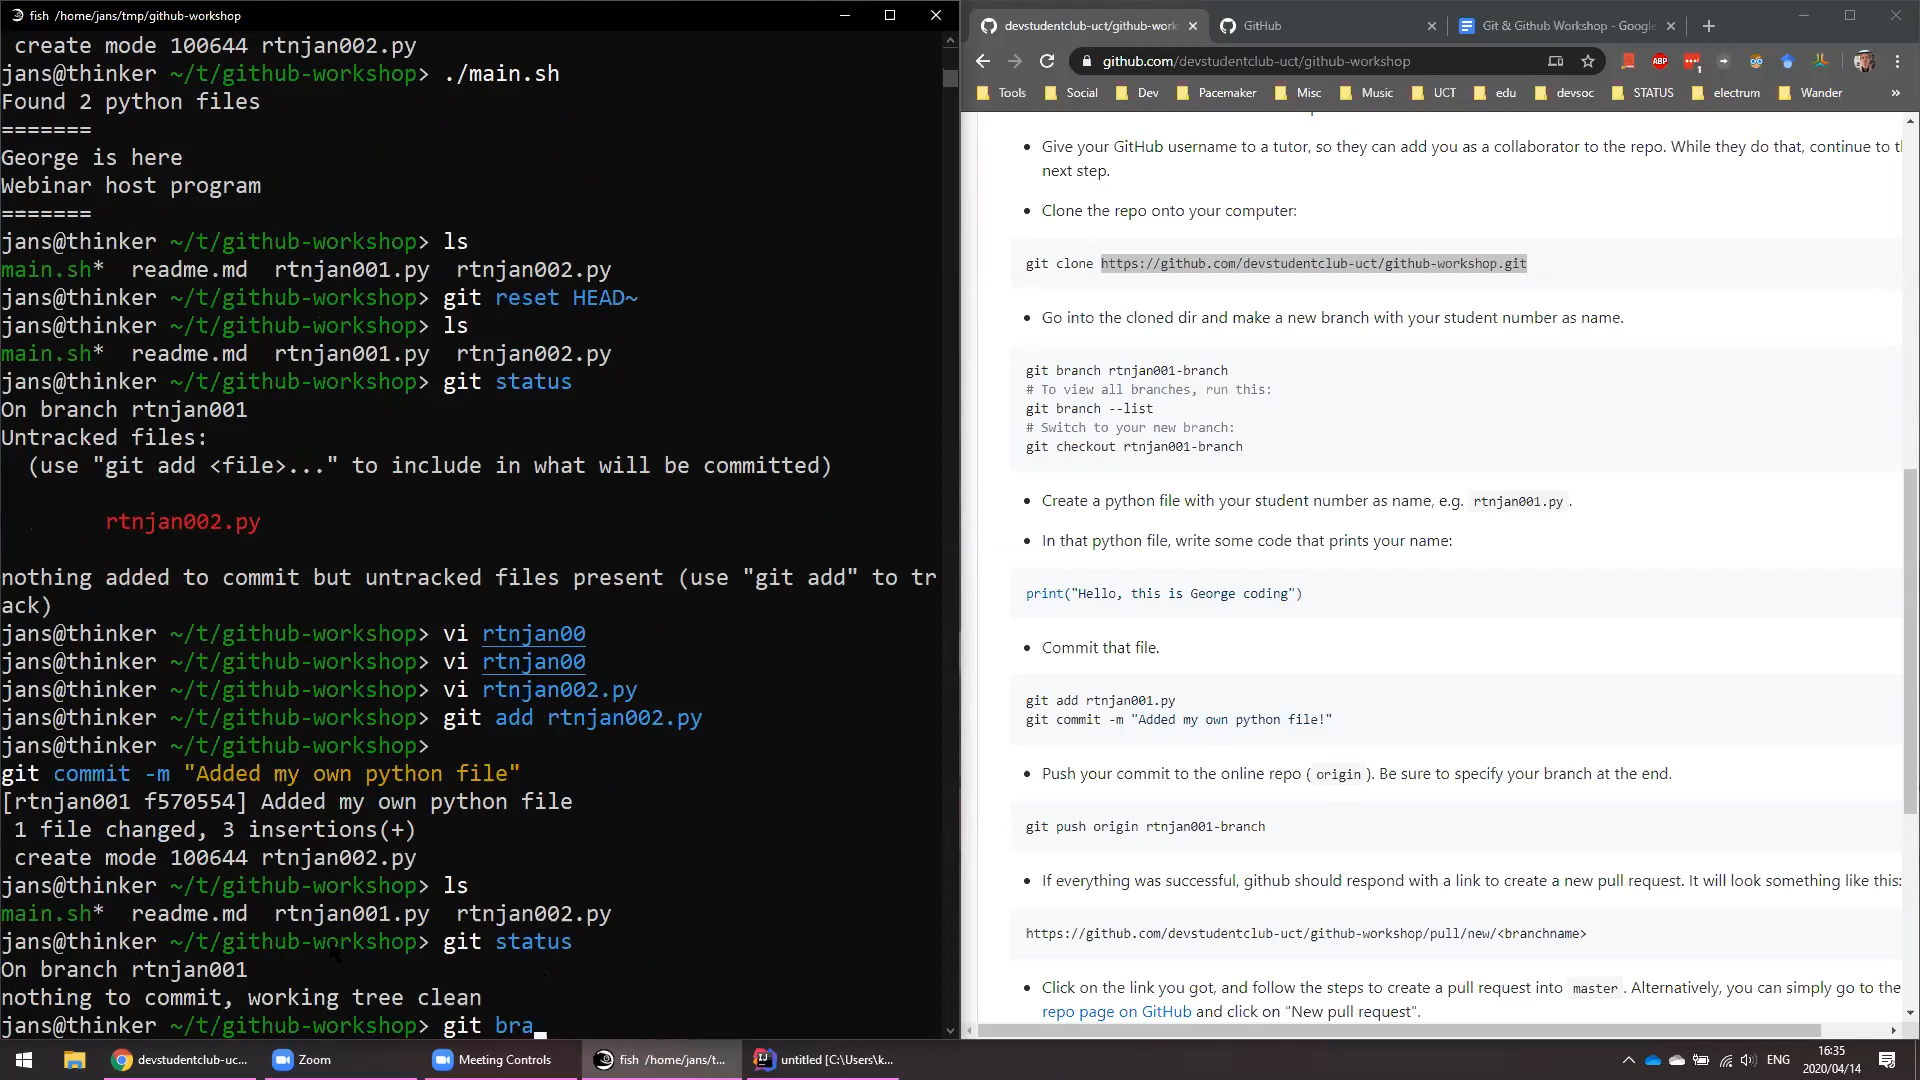 fish /home/jans/tmp/github-workshop
create mode 100644 rtnjan002.py
jans@thinker ~/t/github-workshop> ./main.sh
Found 2 python files
=======
George is here
Webinar host program
=======
jans@thinker ~/t/github-workshop> ls
main.sh* readme.md rtnjan001.py rtnjan002.py
jans@thinker ~/t/github-workshop> git reset HEAD~
jans@thinker ~/t/github-workshop> ls
main.sh* readme.md rtnjan001.py rtnjan002.py
jans@thinker ~/t/github-workshop> git status
On branch rtnjan001
Untracked files:
(use "git add <file>..." to include in what will be committed)
rtnjan002.py
nothing added to commit but untracked files present (use "git add" to tr
ack)
jans@thinker ~/t/github-workshop> vi rtnjan00
jans@thinker ~/t/github-workshop> vi rtnjan00
jans@thinker ~/t/github-workshop> vi rtnjan002.py
jans@thinker ~/t/github-workshop> git add rtnjan002.py
jans@thinker ~/t/github-workshop>
git commit -m "Added my own python file"
[rtnjan001 f570554] Added my own python file
1 file changed, 3 insertions(+)
create mode 100644 rtnjan002.py
jans@thinker ~/t/github-workshop> ls
main.sh* readme.md rtnjan001.py rtnjan002.py
jans@thinker ~/t/github-workshop> git status
On branch rtnjan001
nothing to commit, working tree clean
jans@thinker ~/t/github-workshop> git bra
devstudentclub-uct/github-work
GitHub
Git & Github Workshop - Google
github.com/devstudentclub-uct/github-workshop
ABP
1
Tools Social Dev Pacemaker Misc Music UCT edu devsoc STATUS electrum Wander »
Give your GitHub username to a tutor, so they can add you as a collaborator to the repo. While they do that, continue to th
next step.
Clone the repo onto your computer:
git clone https://github.com/devstudentclub-uct/github-workshop.git
Go into the cloned dir and make a new branch with your student number as name.
git branch rtnjan001-branch
# To view all branches, run this:
git branch --list
# Switch to your new branch:
git checkout rtnjan001-branch
Create a python file with your student number as name, e.g. rtnjan001.py .
In that python file, write some code that prints your name:
print("Hello, this is George coding")
Commit that file.
git add rtnjan001.py
git commit -m "Added my own python file!"
Push your commit to the online repo ( origin ). Be sure to specify your branch at the end.
git push origin rtnjan001-branch
If everything was successful, github should respond with a link to create a new pull request. It will look something like this:
https://github.com/devstudentclub-uct/github-workshop/pull/new/<branchname>
Click on the link you got, and follow the steps to create a pull request into master . Alternatively, you can simply go to the
repo page on GitHub and click on "New pull request".
devstudentclub-uc...
Zoom
Meeting Controls
fish /home/jans/t...
untitled [C:\Users\k...
ENG
16:35
2020/04/14